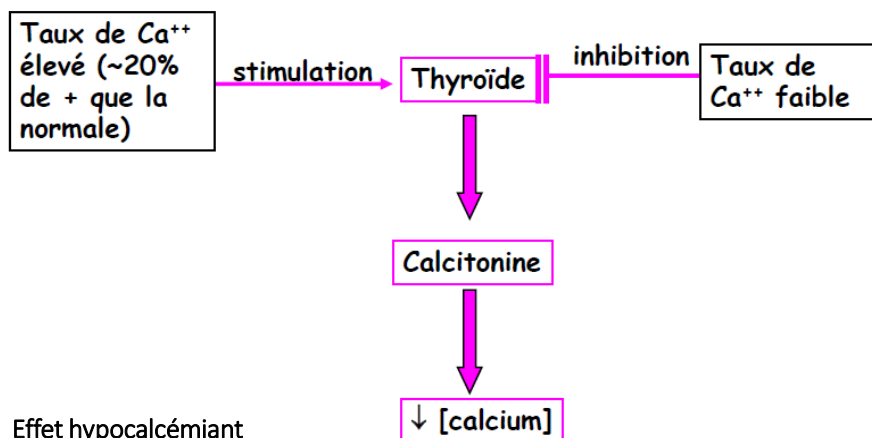 Taux de Ca⁺⁺
élevé (~20%
de + que la
normale)
stimulation
Thyroïde
inhibition
Taux de
Ca⁺⁺ faible
Calcitonine
↓ [calcium]
Effet hypocalcémiant